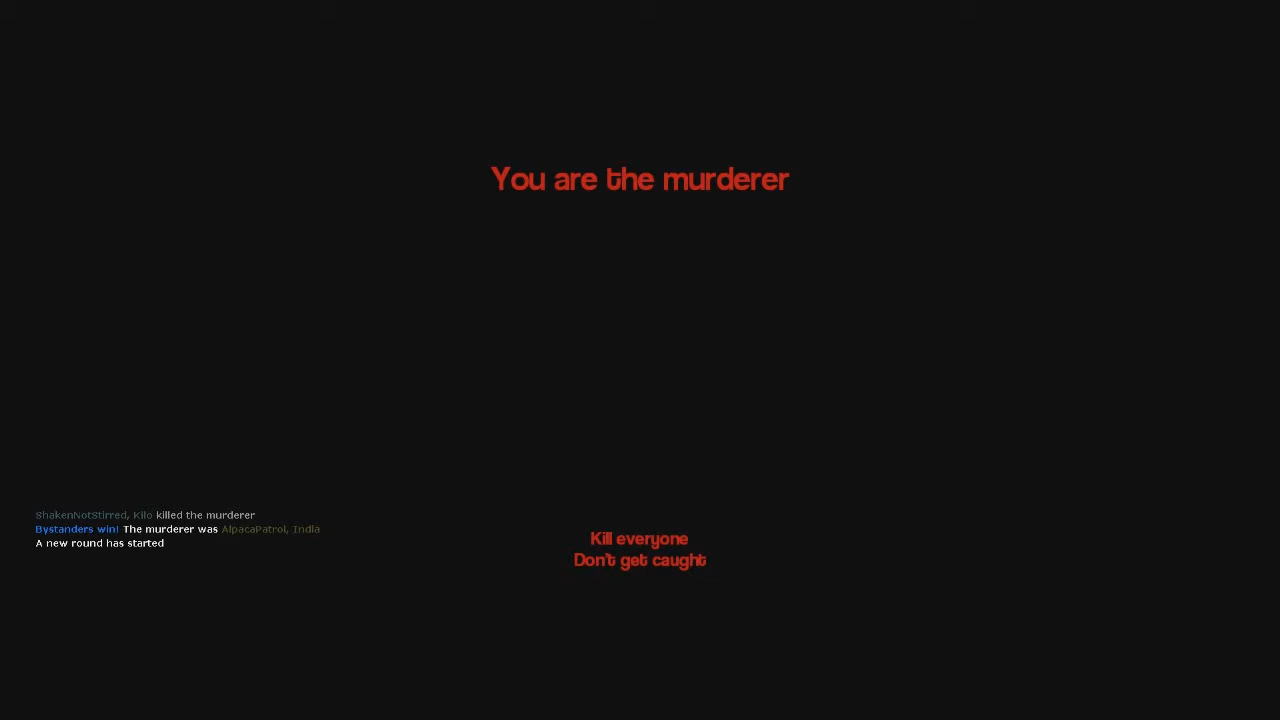 You are the murderer
ShakenNotStirred, Kilo killed the murderer
Bystanders win! The murderer was AlpacaPatrol, Indla
A new round has started
Kill everyone
Don't get caught